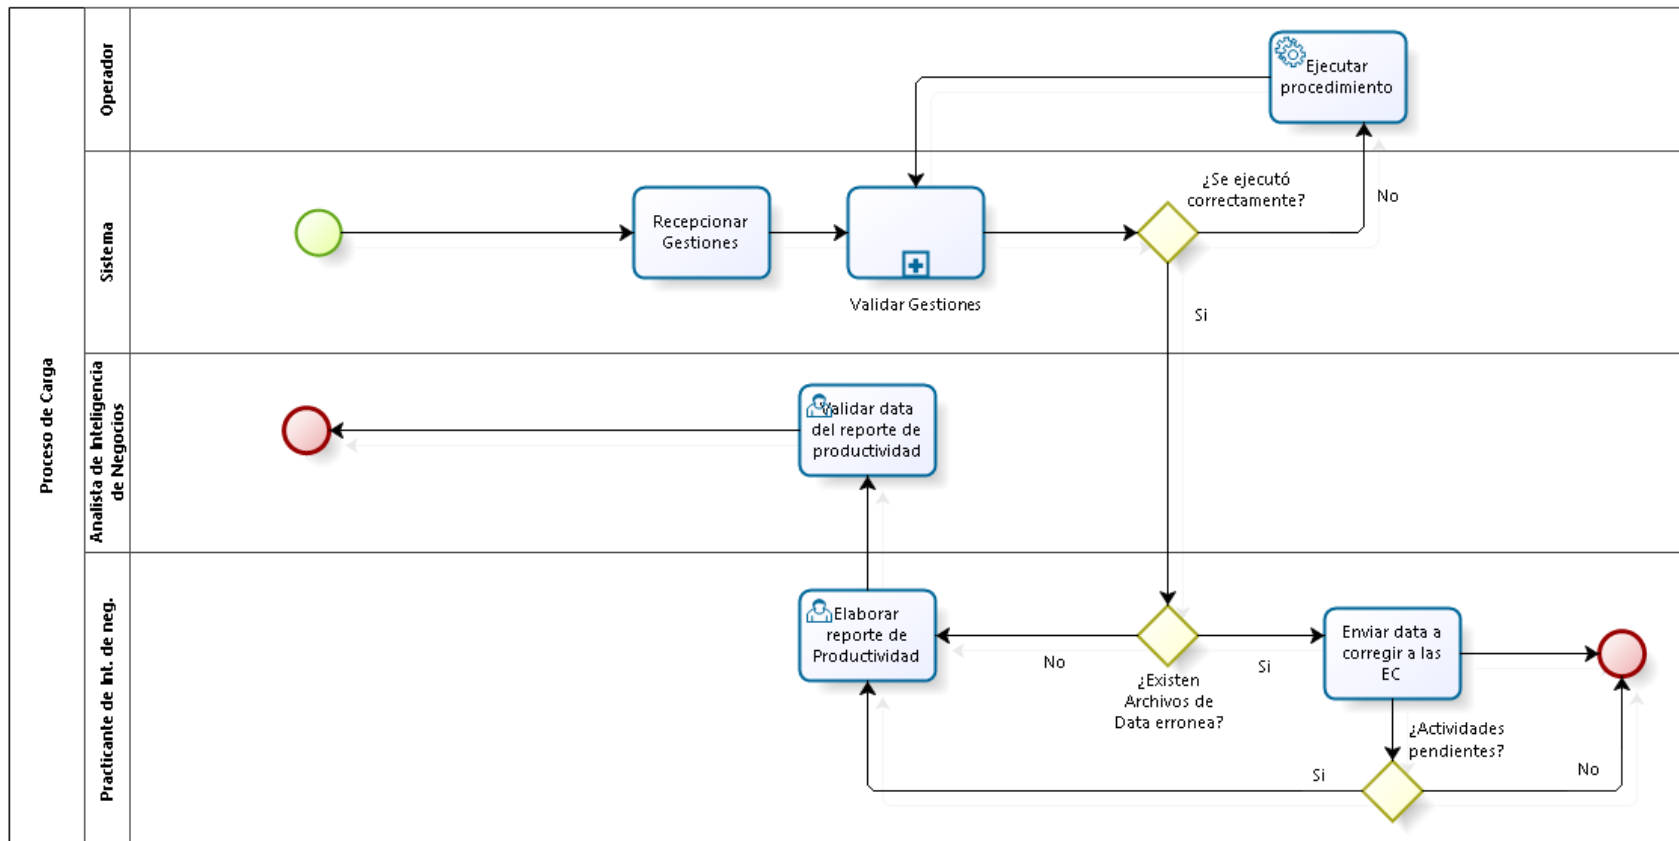 Proceso de Carga
Operador
Ejecutar
procedimiento
Sistema
Recepcionar
Gestiones
Validar Gestiones
¿Se ejecutó
correctamente?
No
Si
Analista de Inteligencia
de Negocios
Validar data
del reporte de
productividad
Practicante de Int. de neg.
Elaborar
reporte de
Productividad
No
¿Existen
Archivos de
Data erronea?
Si
Enviar data a
corregir a las
EC
¿Actividades
pendientes?
Si
No